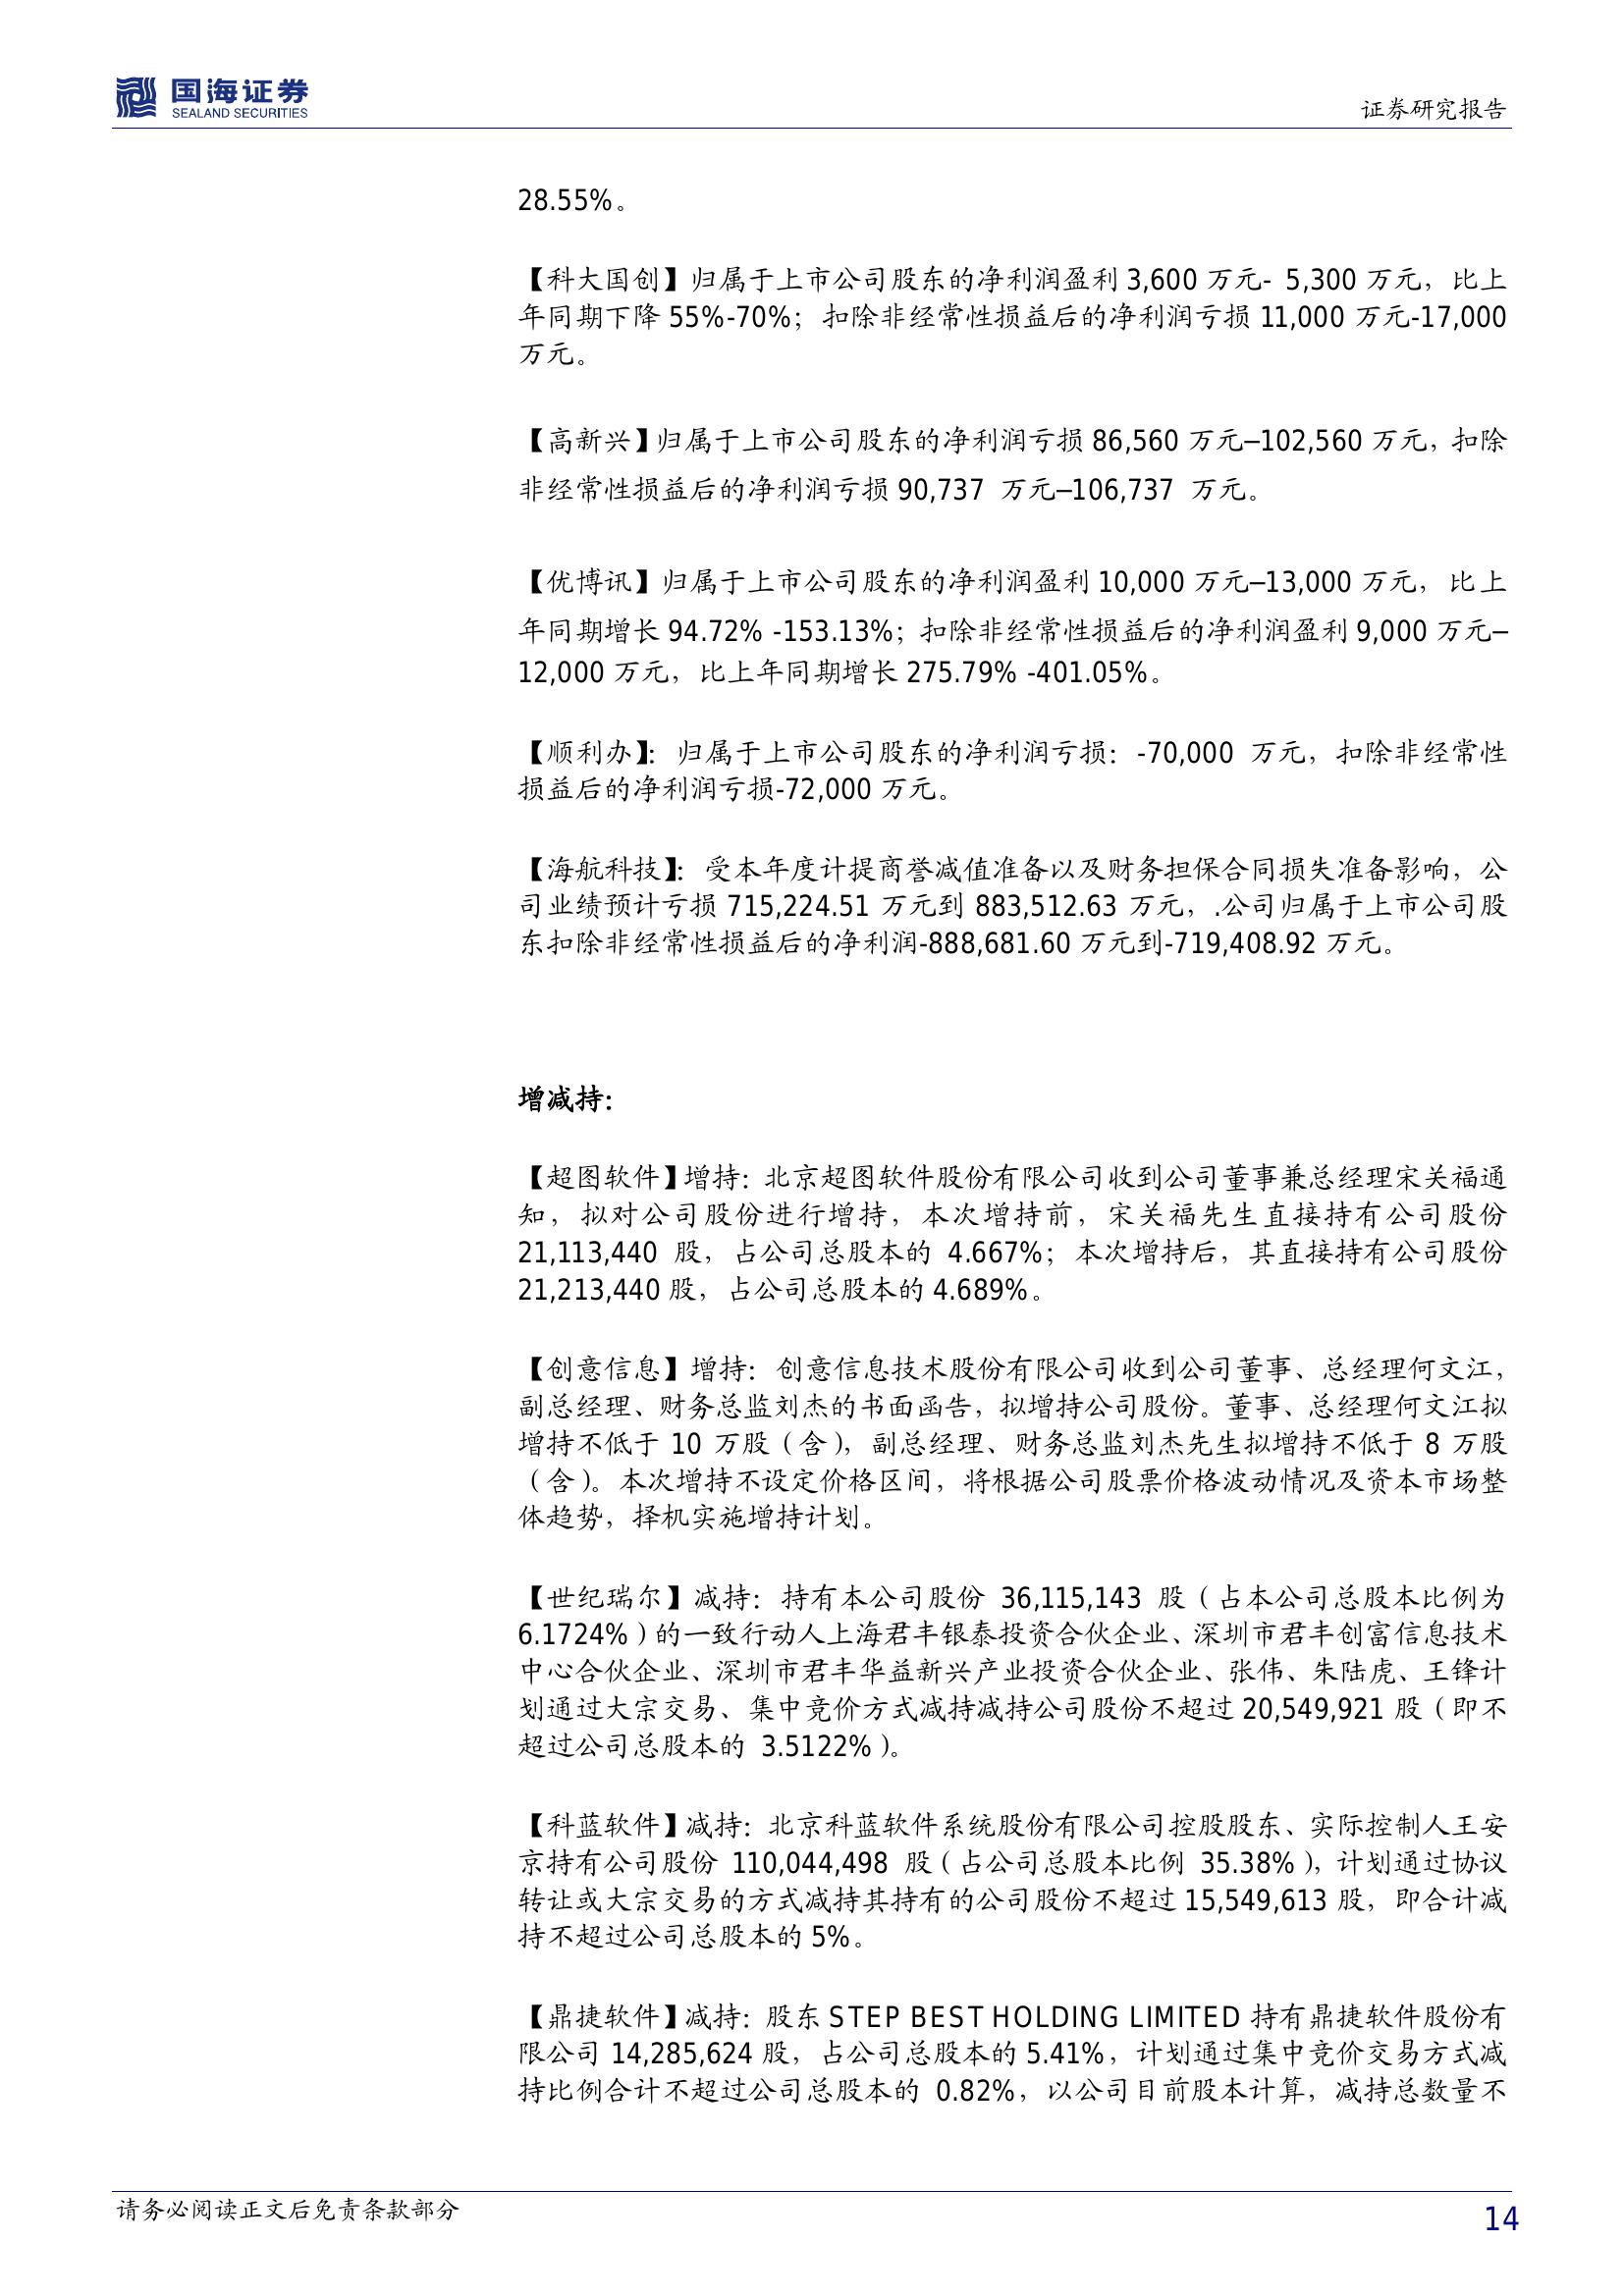 国海证券
SEALAND SECURITIES
证券研究报告
28.55%。
【科大国创】归属于上市公司股东的净利润盈利 3,600 万元- 5,300 万元，比上
年同期下降 55%-70%；扣除非经常性损益后的净利润亏损 11,000 万元-17,000
万元。
【高新兴】归属于上市公司股东的净利润亏损 86,560 万元–102,560 万元，扣除
非经常性损益后的净利润亏损 90,737 万元–106,737 万元。
【优博讯】归属于上市公司股东的净利润盈利 10,000 万元–13,000 万元，比上
年同期增长 94.72% -153.13%；扣除非经常性损益后的净利润盈利 9,000 万元–
12,000 万元，比上年同期增长 275.79% -401.05%。
【顺利办】：归属于上市公司股东的净利润亏损：-70,000 万元，扣除非经常性
损益后的净利润亏损-72,000 万元。
【海航科技】：受本年度计提商誉减值准备以及财务担保合同损失准备影响，公
司业绩预计亏损 715,224.51 万元到 883,512.63 万元，.公司归属于上市公司股
东扣除非经常性损益后的净利润-888,681.60 万元到-719,408.92 万元。
增减持：
【超图软件】增持：北京超图软件股份有限公司收到公司董事兼总经理宋关福通
知，拟对公司股份进行增持，本次增持前，宋关福先生直接持有公司股份
21,113,440 股，占公司总股本的 4.667%；本次增持后，其直接持有公司股份
21,213,440 股，占公司总股本的 4.689%。
【创意信息】增持：创意信息技术股份有限公司收到公司董事、总经理何文江，
副总经理、财务总监刘杰的书面函告，拟增持公司股份。董事、总经理何文江拟
增持不低于 10 万股（含），副总经理、财务总监刘杰先生拟增持不低于 8 万股
（含）。本次增持不设定价格区间，将根据公司股票价格波动情况及资本市场整
体趋势，择机实施增持计划。
【世纪瑞尔】减持：持有本公司股份 36,115,143 股（占本公司总股本比例为
6.1724%）的一致行动人上海君丰银泰投资合伙企业、深圳市君丰创富信息技术
中心合伙企业、深圳市君丰华益新兴产业投资合伙企业、张伟、朱陆虎、王锋计
划通过大宗交易、集中竞价方式减持减持公司股份不超过 20,549,921 股（即不
超过公司总股本的 3.5122%）。
【科蓝软件】减持：北京科蓝软件系统股份有限公司控股股东、实际控制人王安
京持有公司股份 110,044,498 股（占公司总股本比例 35.38%），计划通过协议
转让或大宗交易的方式减持其持有的公司股份不超过 15,549,613 股，即合计减
持不超过公司总股本的 5%。
【鼎捷软件】减持：股东 STEP BEST HOLDING LIMITED 持有鼎捷软件股份有
限公司 14,285,624 股，占公司总股本的 5.41%，计划通过集中竞价交易方式减
持比例合计不超过公司总股本的 0.82%，以公司目前股本计算，减持总数量不
请务必阅读正文后免责条款部分
14